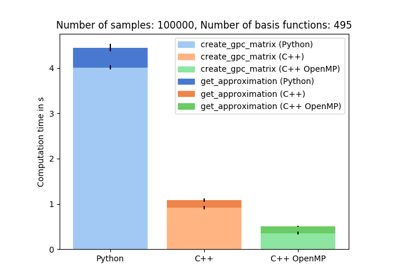 Number of samples: 100000, Number of basis functions: 495
create_gpc_matrix (Python)
create_gpc_matrix (C++)
create_gpc_matrix (C++ OpenMP)
get_approximation (Python)
get_approximation (C++)
get_approximation (C++ OpenMP)
Computation time in s
4
3
2
1
0
Python
C++
C++ OpenMP